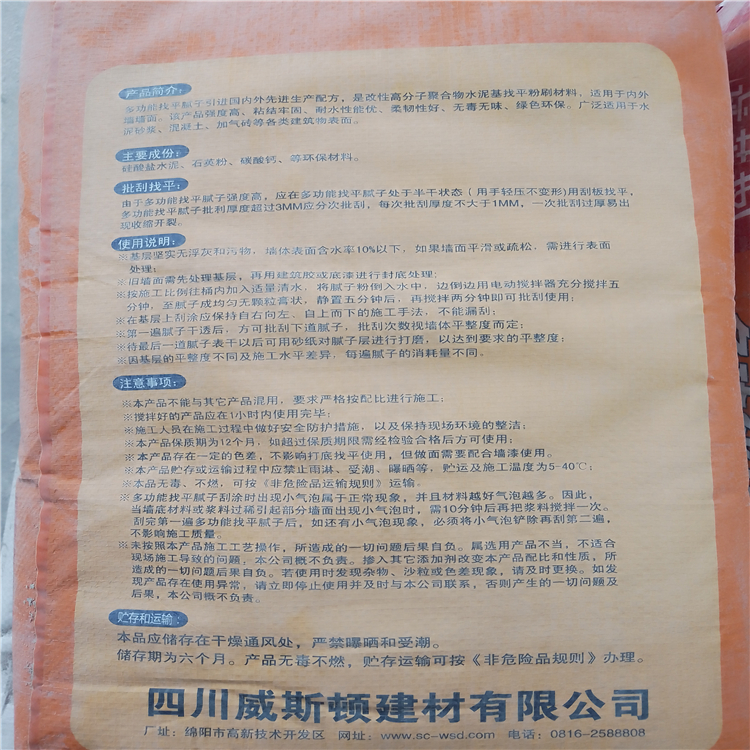 产品简介:
多功能找平腻子引进国内外先进生产配方，是改性高分子聚合物水泥基找平粉刷材料，适用于内外
墙墙面。该产品强度高、粘结牢固、耐水性能优、柔韧性好、无毒无味、绿色环保。广泛适用于水
泥砂浆、混凝土、加气砖等各类建筑物表面。
主要成份:
硅酸盐水泥、石英粉、碳酸钙、等环保材料。
批刮找平:
由于多功能找平腻子强度高，应在多功能找平腻子处于半干状态（用手轻压不变形)用刮板找平，
多功能找平腻子批刮厚度超过3MM应分次批刮，每次批刮厚度不大于1MM，一次批刮过厚易出
现收缩开裂。
使用说明:
※基层坚实无浮灰和污物，墙体表面含水率10%以下，如果墙面平滑或疏松，需进行表面
处理;
※旧墙面需先处理基层，再用建筑胶或底漆进行封底处理;
※按施工比例往桶内加入适量清水，将腻子粉倒入水中，边倒边用电动搅拌器充分搅拌五
分钟，至腻子成均匀无颗粒膏状，静置五分钟后，再搅拌两分钟即可批刮使用;
※在基层上刮涂应保持自右向左、自上而下的施工手法，不能漏刮;
※第一遍腻子干透后，方可批刮下道腻子，批刮次数视墙体平整度而定;
※待最后一道腻子表干以后可用砂纸对腻子层进行打磨，以达到要求的平整度;
※因基层的平整度不同及施工水平差异，每遍腻子的消耗量不同。
注意事项:
※本产品不能与其它产品混用，要求严格按配比进行施工;
※搅拌好的产品应在1小时内使用完毕;
※施工人员在施工过程中做好安全防护措施，以及保持现场环境的整洁;
※本产品保质期为12个月，如超过保质期限需经检验合格后方可使用;
※本产品存在一定的色差，不影响打底找平使用，但做面需要配合墙漆使用。
※本产品贮存或运输过程中应禁止雨淋、受潮、曝晒等，贮运及施工温度为5-40℃;
※本品无毒、不燃，可按《非危险品运输规则》运输。
※多功能找平腻子刮涂时出现小气泡属于正常现象，并且材料越好气泡越多。因此，
当墙底材料或浆料过稀引起部分墙面出现小气泡时，需10分钟后再把浆料搅拌一次。
刮完第一遍多功能找平腻子后，如还有小气泡现象，必须将小气泡铲除再刮第二遍，
不影响施工质量。
※未按照本产品施工工艺操作，所造成的一切问题后果自负。属选用产品不当，不适合
现场施工导致的问题，本公司概不负责。掺入其它添加剂改变本产品配比和性质，所
造成的一切问题后果自负。若使用时发现杂物、沙粒或色差现象，请及时更换。如发
现产品存在使用异常，请立即停止使用并及时与本公司联系，否则产生的一切问题及
后果，本公司概不负责。
贮存和运输:
本品应储存在干燥通风处，严禁曝晒和受潮。
储存期为六个月。产品无毒不燃，贮存运输可按《非危险品规则》办理。
四川威斯顿建材有限公司
厂址: 绵阳市高新技术开发区 网址: www.sc-wsd.com 电话: 0816-2588808